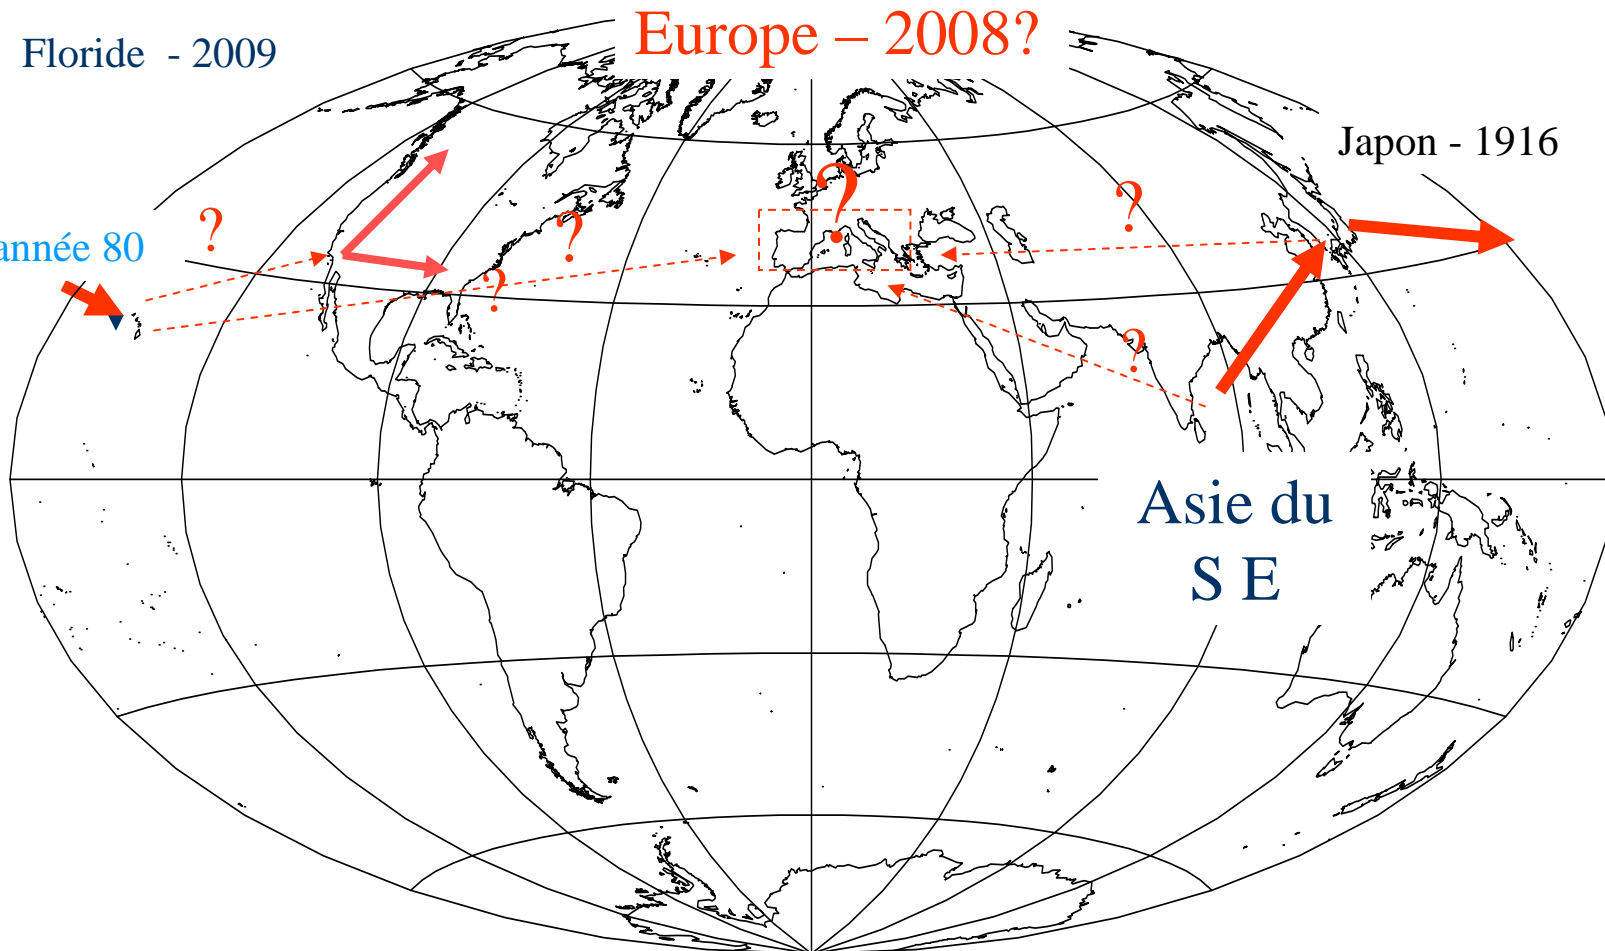 Europe – 2008?
Floride - 2009
Japon - 1916
?
?
?
année 80
?
?
?
Asie du
S E